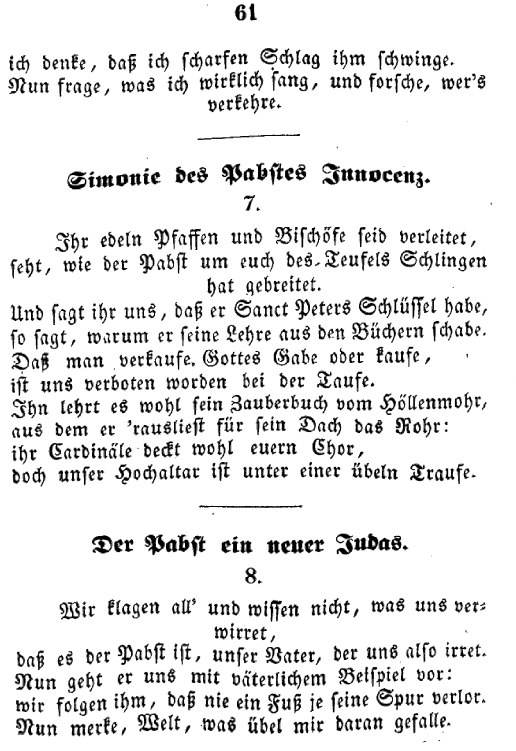 61
ich denke, daß ich scharfen Schlag ihm schwinge.
Nun frage, was ich wirklich sang, und forsche, wer's
verkehre.
Simonie des Pabstes Innocenz.
7.
Ihr edeln Pfaffen und Bischöfe seid verleitet,
seht, wie der Pabst um euch des Teufels Schlingen
hat gebreitet.
Und sagt ihr uns, daß er Sanct Peters Schlüssel habe,
so sagt, warum er seine Lehre aus den Büchern schabe.
Daß man verkaufe Gottes Gabe oder kaufe,
ist uns verboten worden bei der Taufe.
Ihn lehrt es wohl sein Zauberbuch vom Höllenmohr,
aus dem er 'rausliest für sein Dach das Rohr:
ihr Cardinäle deckt wohl euern Chor,
doch unser Hochaltar ist unter einer übeln Traufe.
Der Pabst ein neuer Judas.
8.
Wir klagen all' und wissen nicht, was uns ver-
wirret,
daß es der Pabst ist, unser Vater, der uns also irret.
Nun geht er uns mit väterlichem Beispiel vor:
wir folgen ihm, daß nie ein Fuß je seine Spur verlor.
Nun merke, Welt, was übel mir daran gefalle.